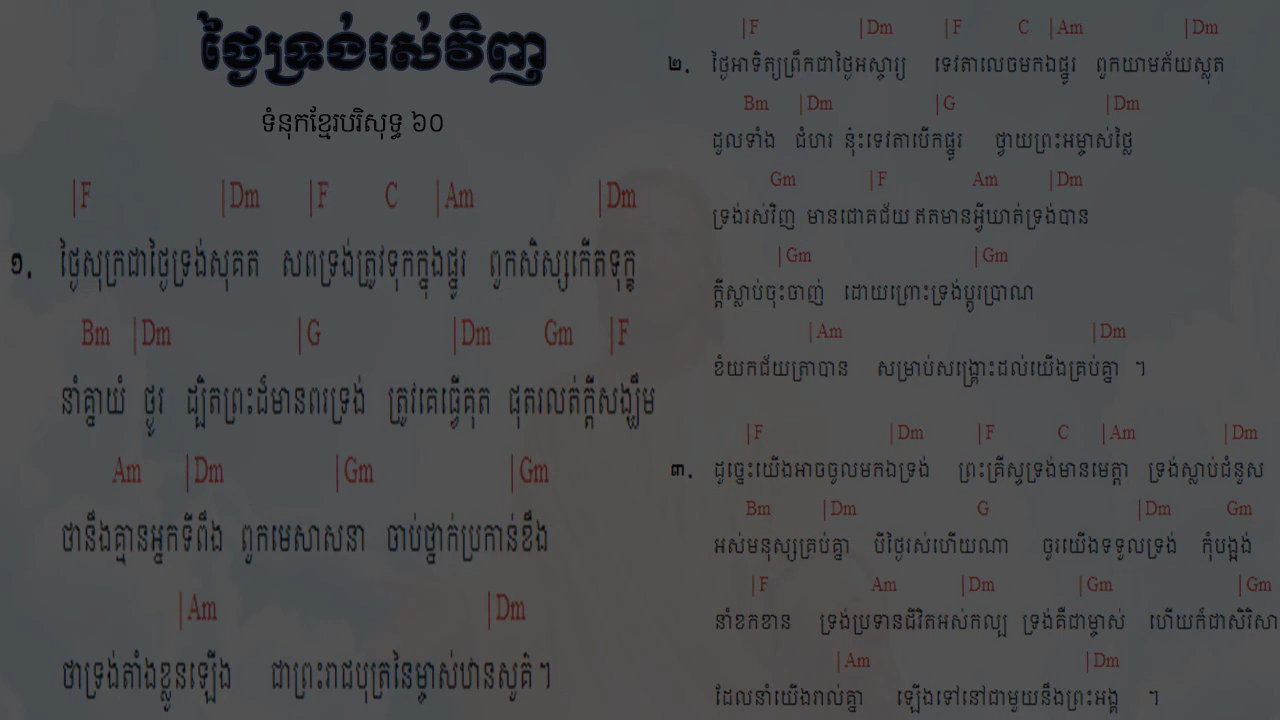 ថ្ងៃទ្រង់រស់វិញ
ទំនុកខ្មែរបរិសុទ្ធ ៦០
|F |Dm |F C |Am |Dm
១. ថ្ងៃសុក្រជាថ្ងៃទ្រង់សុគត សពទ្រង់ត្រូវទុកក្នុងផ្នូរ ពួកសិស្សកើតទុក្ខ
Bm |Dm |G |Dm Gm |F
នាំគ្នាយំ ថ្ងូរ ដ្បិតព្រះដ៏មានពរទ្រង់ ត្រូវគេធ្វើគុត ផុតរលត់ក្ដីសង្ឃឹម
Am |Dm |Gm |Gm
ថានឹងគ្មានអ្នកទីពឹង ពួកមេសាសនា ចាប់ថ្នាក់ប្រកាន់ខឹង
|Am |Dm
ថាទ្រង់តាំងខ្លួនឡើង ជាព្រះរាជបុត្រនៃម្ចាស់ឋានសួគ៌ ។
|F |Dm |F C |Am |Dm
២. ថ្ងៃអាទិត្យព្រឹកជាថ្ងៃអស្ចារ្យ ទេវតាលេចមកឯផ្នូរ ពួកយាមភ័យស្លុត
Bm |Dm |G |Dm
ដួលទាំង ជំហរ នុ៎ះទេវតាបើកផ្នូរ ថ្វាយព្រះអម្ចាស់ថ្លៃ
Gm |F Am |Dm
ទ្រង់រស់វិញ មានជោគជ័យ ឥកមានអ្វីឃាក់ទ្រង់បាន
|Gm |Gm
ក្ដីស្លាប់ចុះចាញ់ ដោយព្រោះទ្រង់ប្ដូរប្រាណ
|Am |Dm
ខំយកជ័យត្រាបាន សម្រាប់សង្គ្រោះដល់យើងគ្រប់គ្នា ។
|F |Dm |F C |Am |Dm
៣. ដូច្នេះយើងអាចចូលមកឯទ្រង់ ព្រះគ្រីស្ទទ្រង់មានមេត្តា ទ្រង់ស្លាប់ជំនួស
Bm |Dm G |Dm Gm
អស់មនុស្សគ្រប់គ្នា បីថ្ងៃរស់ហើយណា ចូរយើងទទួលទ្រង់ កុំបង្អង់
|F Am |Dm |Gm |Gm
នាំខកខាន ទ្រង់ប្រទានជីវិតអស់កល្ប ទ្រង់គឺជាម្ចាស់ ហើយក៏ជាសិរិសា
|Am |Dm
ដែលនាំយើងរាល់គ្នា ឡើងទៅនៅជាមួយនឹងព្រះអង្គ ។